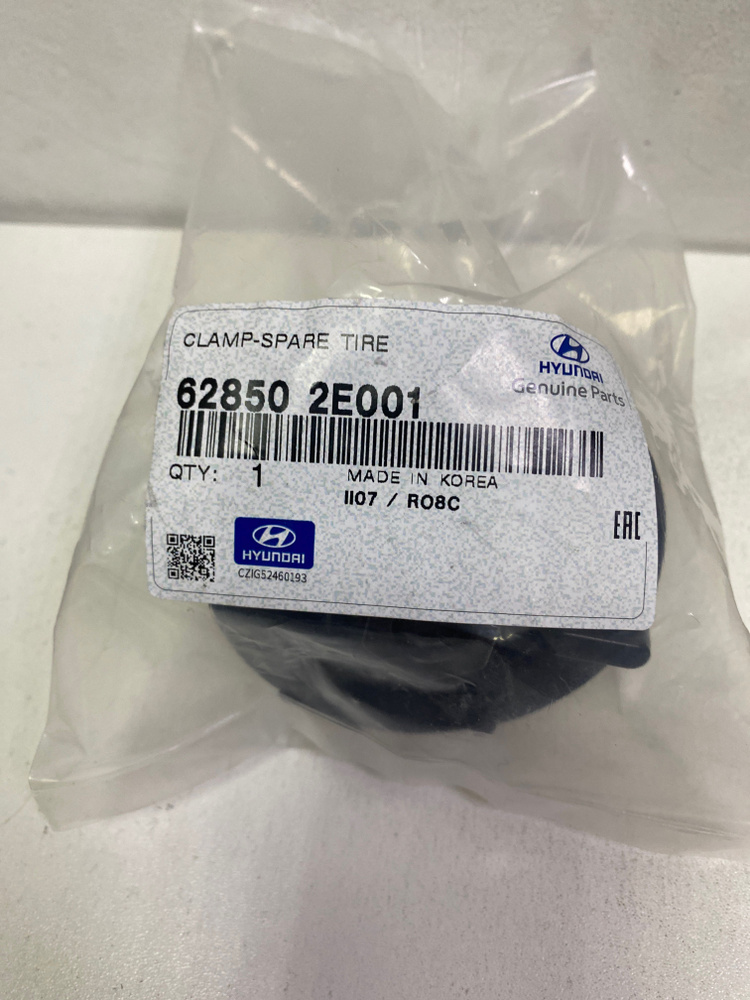 CLAMP-SPARE TIRE
HYUNDAI
Genuine Parts
62850 2E001
QTY: 1
MADE IN KOREA
II07 / R08C
EAC
HYUNDAI
CZIG52460193